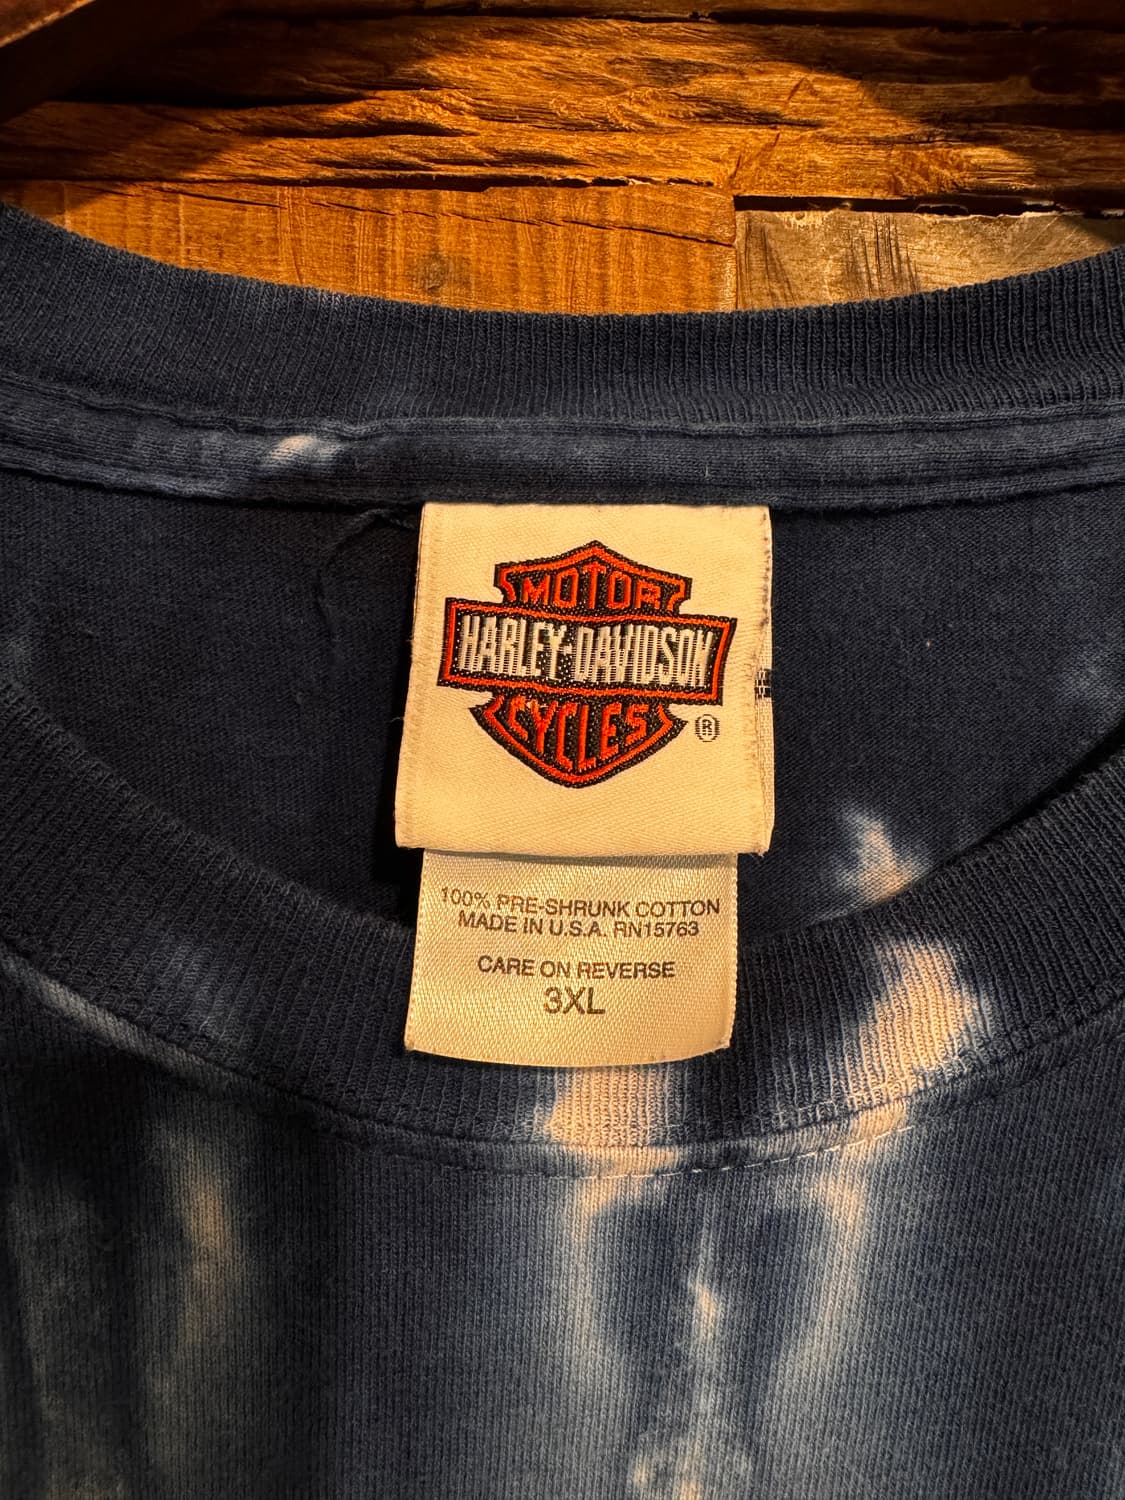 MOTOR
HARLEY-DAVIDSON
CYCLES
®
100% PRE-SHRUNK COTTON
MADE IN U.S.A. RN15763
CARE ON REVERSE
3XL